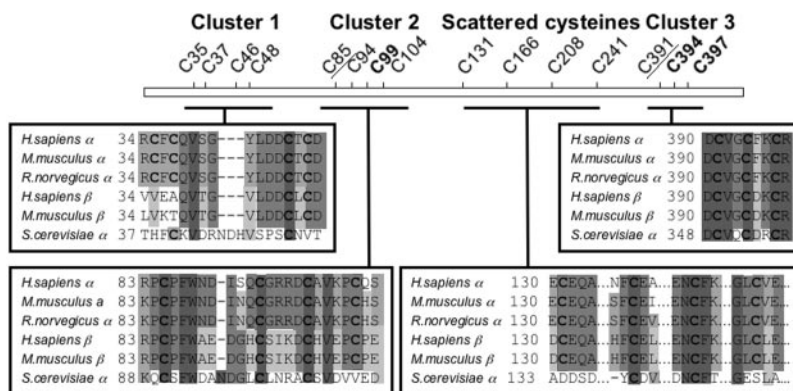 Cluster 1 Cluster 2 Scattered cysteines Cluster 3
C35 C37 C46 C48 C85 C94 C99 C104 C131 C166 C208 C241 C391 C394 C397
H.sapiens α 34 RCFCQVSG---YLDDCTCD
M.musculus α 34 RCFCQVSG---YLDDCTCD
R.norvegicus α 34 RCFCQVSG---YLDDCTCD
H.sapiens β 34 VVEAQVTG---VLDDCLCD
M.musculus β 34 LVKTQVTG---VLDDCLCD
S.cerevisiae α 37 THFCKVDRNDHVSPSCNVT
H.sapiens α 390 DCVGCFKCR
M.musculus α 390 DCVGCFKCR
R.norvegicus α 390 DCVGCFKCR
H.sapiens β 390 DCVGCDKCR
M.musculus β 390 DCVGCDKCR
S.cerevisiae α 348 DCVQCDRCR
H.sapiens α 83 RPCPFWND-ISQCGRRDCAVKPCQS
M.musculus a 83 KPCPFWND-INQCGRRDCAVKPCHS
R.norvegicus α 83 KPCPFWND-INQCGRRDCAVKPCHS
H.sapiens β 83 RPCPFWAE-DGHCSIKDCHVEPCPE
M.musculus β 83 RPCPFWAE-DGHCSIKDCHVEPCPE
S.cerevisiae α 88 KQCSFWDANDGLCLNRACSVDVVED
H.sapiens α 130 ECEQA..NFCEA..ENCFK..GLCVE..
M.musculus α 130 ECEQA..SFCEI..ENCFK..GLCVE..
R.norvegicus α 130 ECEQA..SFCEV..ENCFK..GLCVE..
H.sapiens β 130 DCEQA..HFCEL..ENCFK..GLCVE..
M.musculus β 130 DCEQA..HFCEL..ENCFK..GLCVE..
S.cerevisiae α 133 ADDSD..YCDV..DNCFT..GESLA..